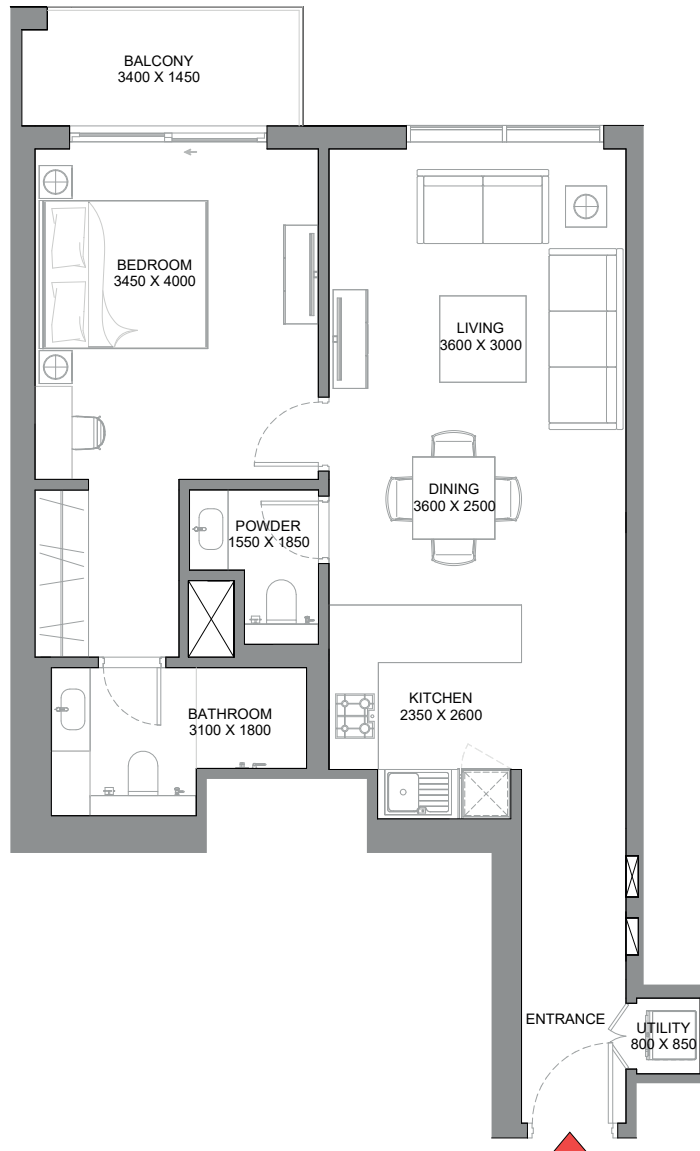 BALCONY
3400 X 1450
BEDROOM
3450 X 4000
LIVING
3600 X 3000
DINING
3600 X 2500
POWDER
1550 X 1850
KITCHEN
2350 X 2600
BATHROOM
3100 X 1800
ENTRANCE
UTILITY
800 X 850